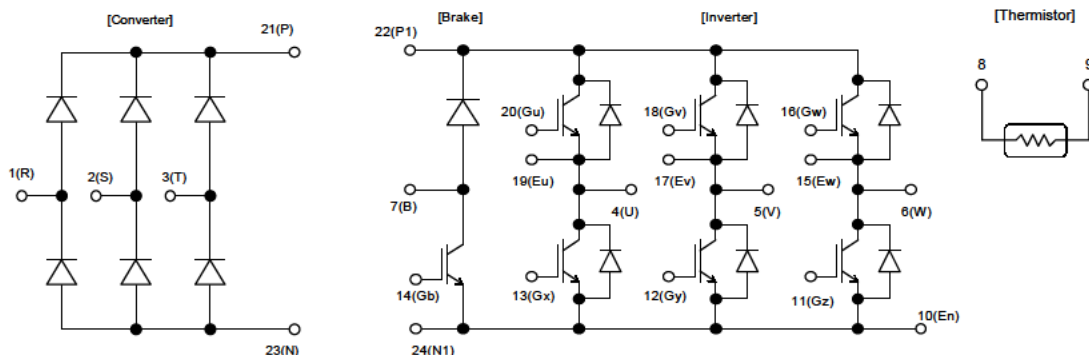 [Converter]
[Brake]
[Inverter]
[Thermistor]
21(P)
22(P1)
8
9
20(Gu)
18(Gv)
16(Gw)
1(R)
2(S)
3(T)
19(Eu)
17(Ev)
15(Ew)
7(B)
4(U)
5(V)
6(W)
14(Gb)
13(Gx)
12(Gy)
11(Gz)
10(En)
23(N)
24(N1)